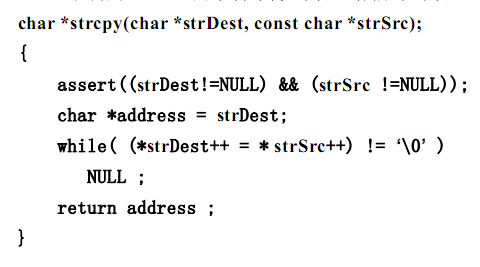 char *strcpy(char *strDest, const char *strSrc);
{
assert((strDest!=NULL) && (strSrc !=NULL));
char *address = strDest;
while( (*strDest++ = * strSrc++) != ‘\0’ )
NULL ;
return address ;
}